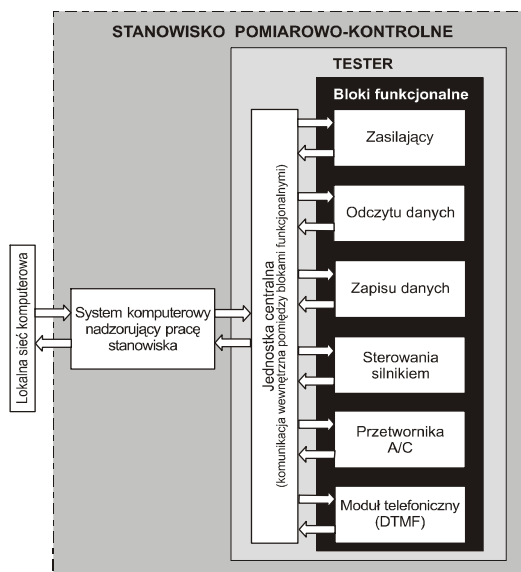 STANOWISKO POMIAROWO-KONTROLNE
TESTER
Bloki funkcjonalne
Zasilający
Odczytu danych
Zapisu danych
Sterowania
silnikiem
Przetwornika
A/C
Moduł telefoniczny
(DTMF)
Jednostka centralna
(komunikacja wewnętrzna pomiędzy blokami funkcjonalnymi)
System komputerowy
nadzorujący pracę
stanowiska
Lokalna sieć komputerowa